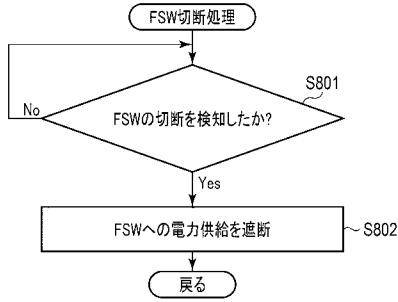 FSW切断処理
S801
FSWの切断を検知したか?
No
Yes
FSWへの電力供給を遮断
S802
戻る